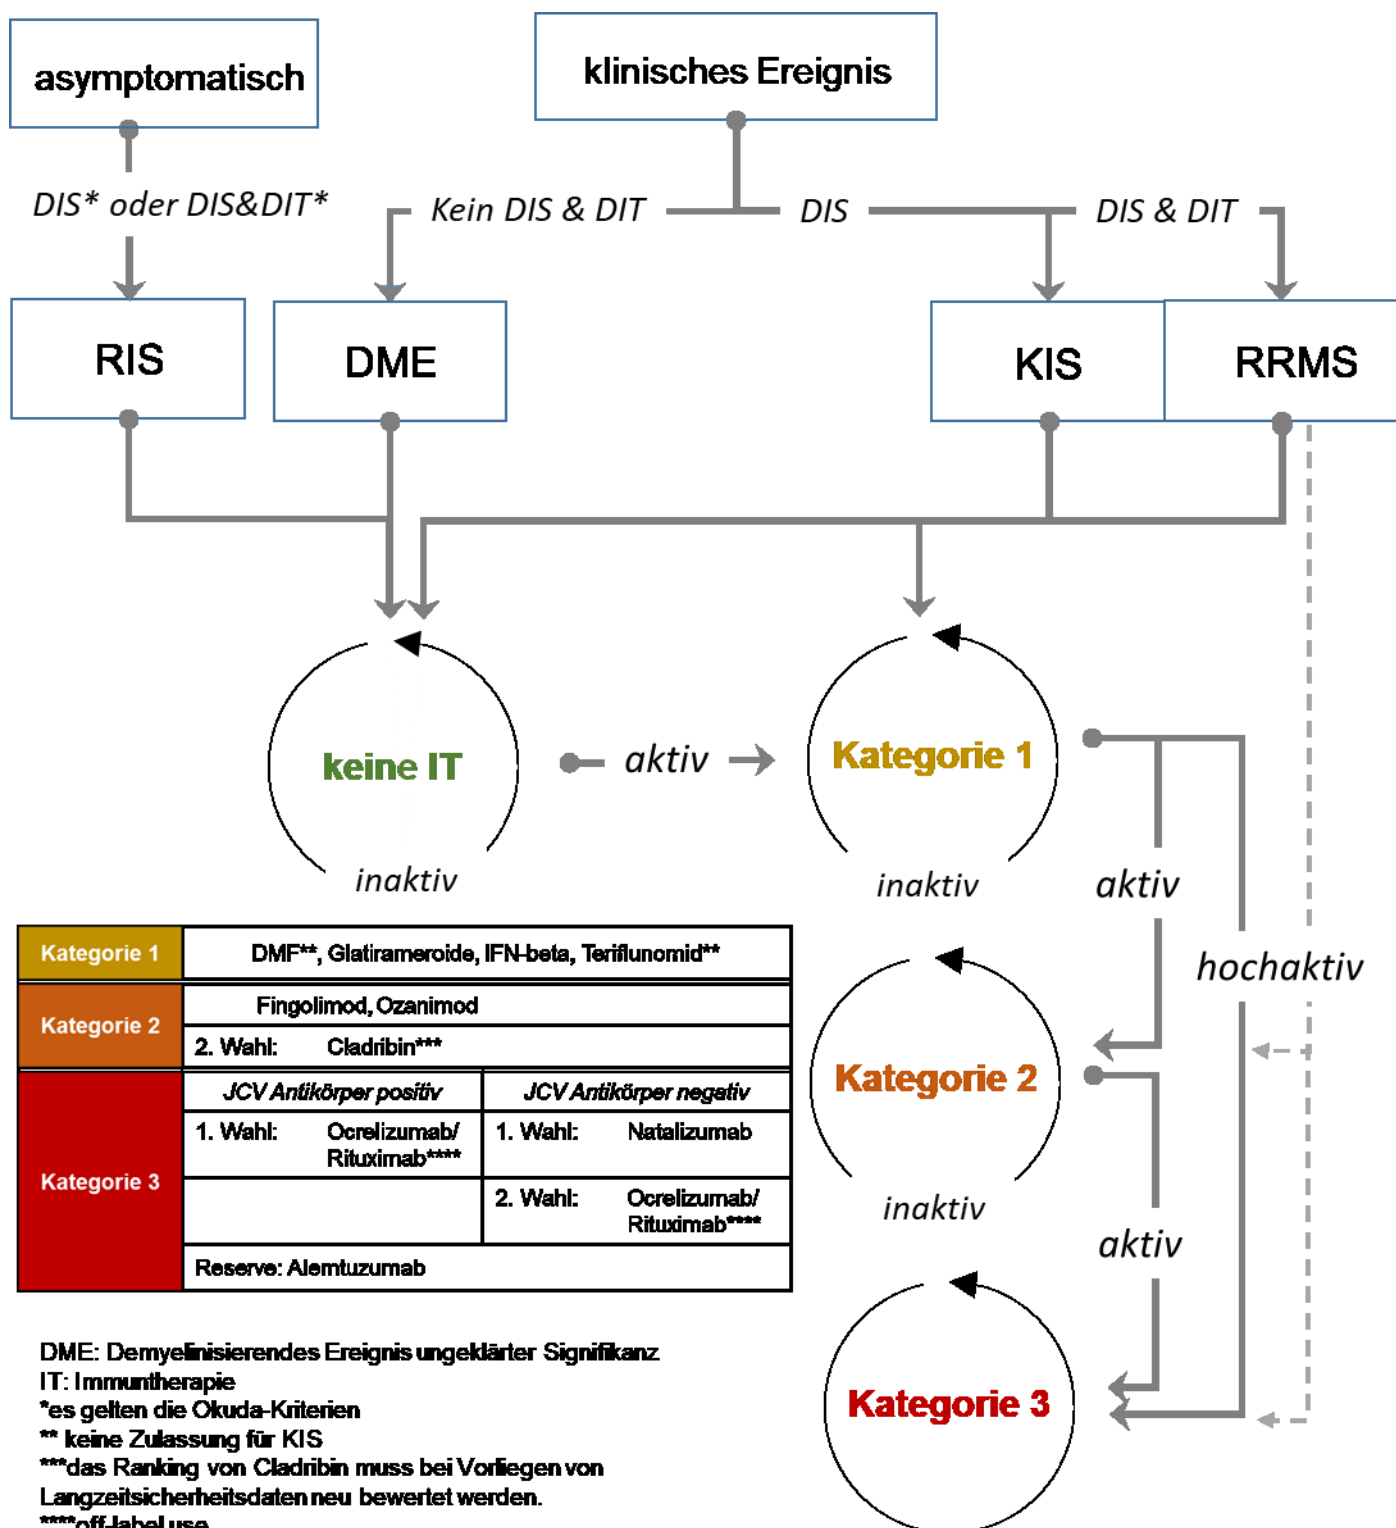 asymptomatisch
klinisches Ereignis
DIS* oder DIS&DIT*
Kein DIS & DIT
DIS
DIS & DIT
RIS
DME
KIS
RRMS
keine IT
aktiv
Kategorie 1
inaktiv
inaktiv
aktiv
hochaktiv
Kategorie 1
DMF**, Glatirameroide, IFN-beta, Teriflunomid**
Kategorie 2
Fingolimod, Ozanimod
2. Wahl: Cladribin***
Kategorie 2
inaktiv
aktiv
Kategorie 3
JCV Antikörper positiv
JCV Antikörper negativ
1. Wahl: Ocrelizumab/
Rituximab****
1. Wahl: Natalizumab
2. Wahl: Ocrelizumab/
Rituximab****
Reserve: Alemtuzumab
Kategorie 3
DME: Demyelinisierendes Ereignis ungeklärter Signifikanz
IT: Immuntherapie
*es gelten die Okuda-Kriterien
** keine Zulassung für KIS
***das Ranking von Cladribin muss bei Vorliegen von
Langzeitsicherheitsdaten neu bewertet werden.
****off-label use